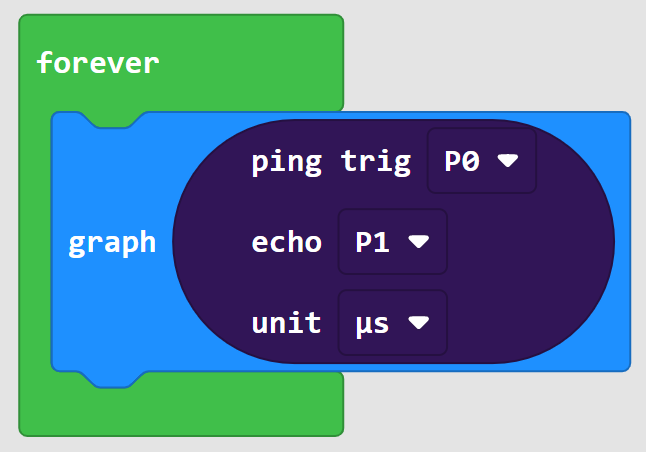 forever
ping trig P0
graph echo P1
unit µs